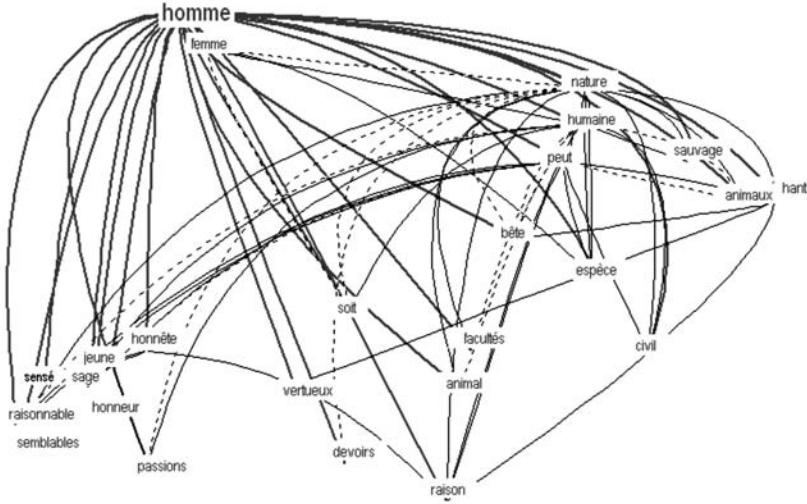 homme
femme
nature
humaine
sauvage
peut
animaux
hant
bête
espèce
soit
honnête
facultés
civil
jeune
sensé
sage
animal
vertueux
honneur
raisonnable
semblables
devoirs
passions
raison